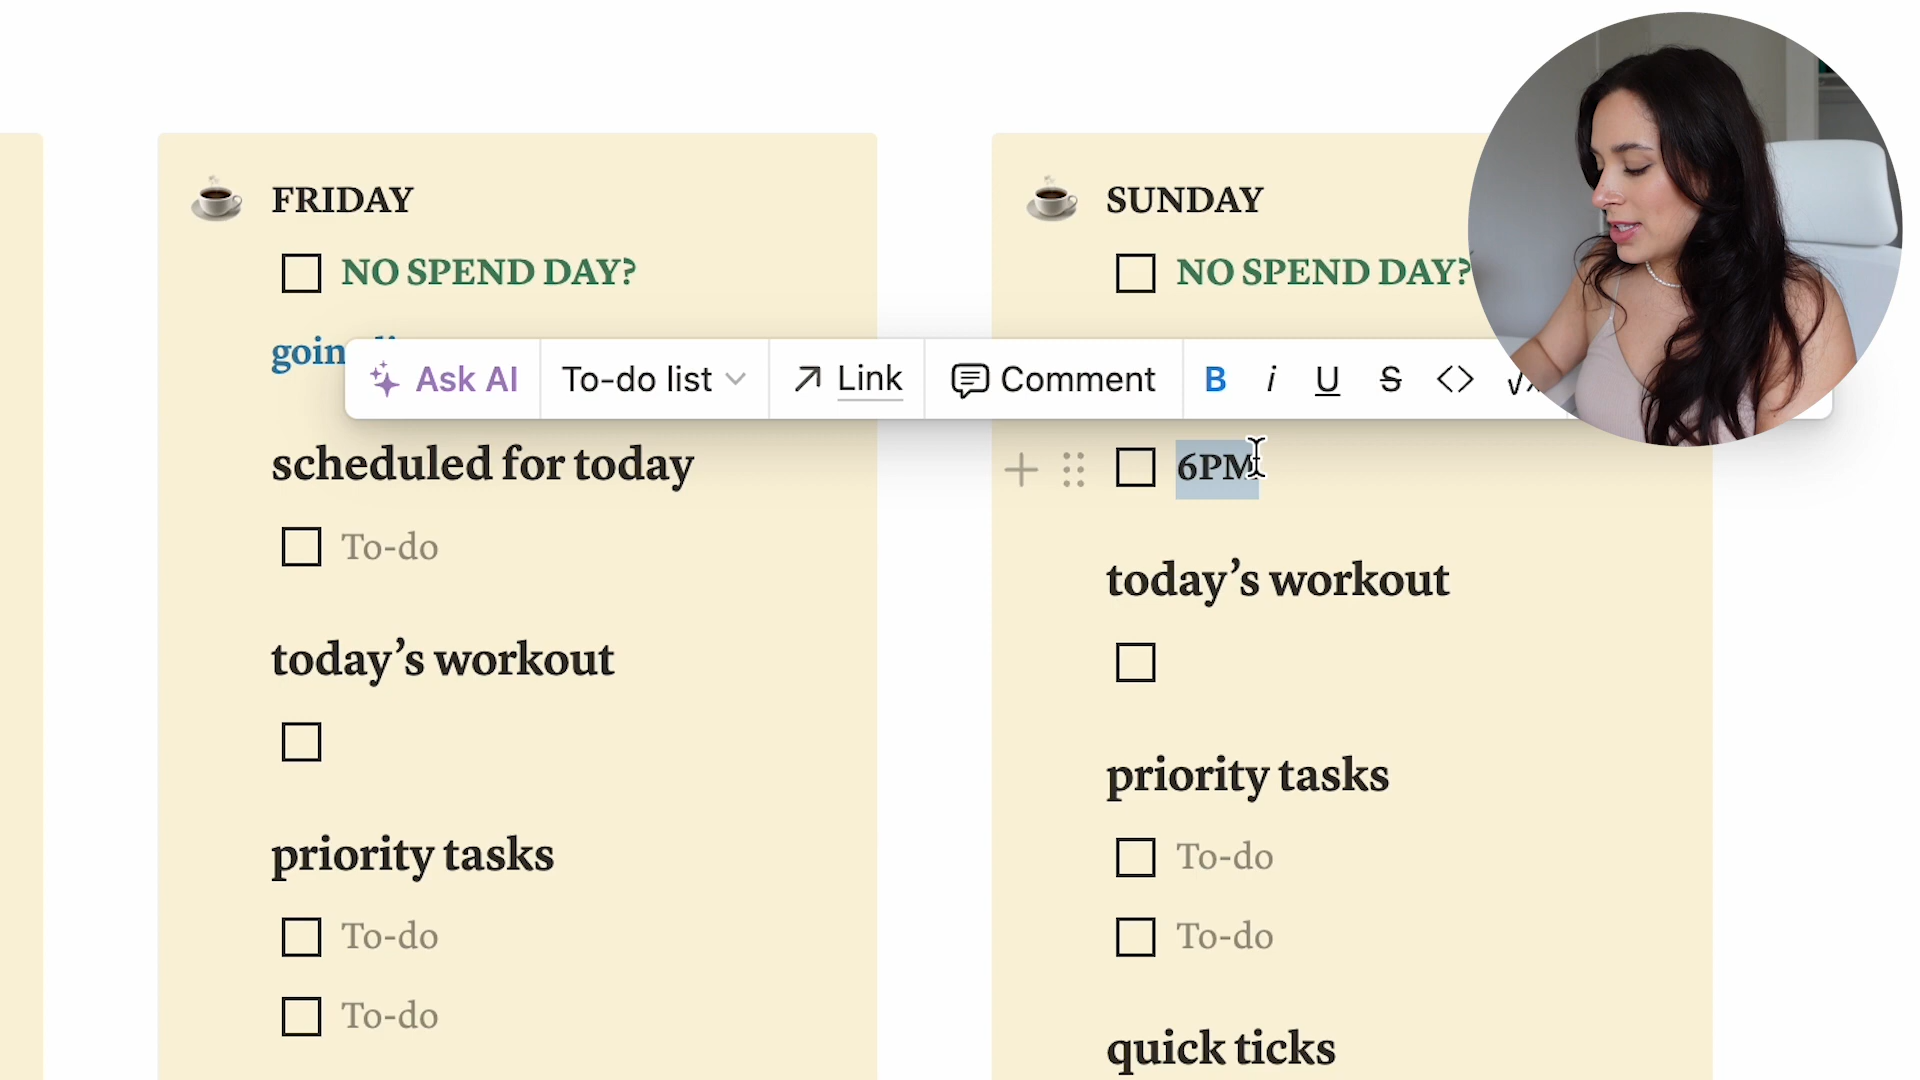 FRIDAY
NO SPEND DAY?
scheduled for today
To-do
today's workout
priority tasks
To-do
To-do
SUNDAY
NO SPEND DAY?
Ask AI To-do list Link Comment B i U S <>
6PM
today's workout
priority tasks
To-do
To-do
quick ticks